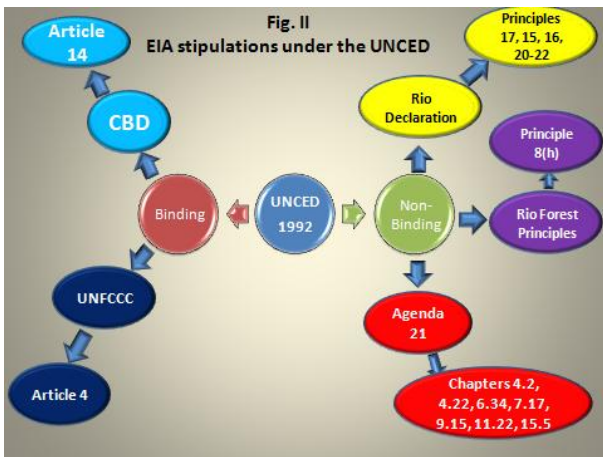 Fig. II
EIA stipulations under the UNCED
Article
14
CBD
Binding
UNFCCC
Article 4
UNCED
1992
Non-
Binding
Rio
Declaration
Principles
17, 15, 16,
20-22
Rio Forest
Principles
Principle
8(h)
Agenda
21
Chapters 4.2,
4.22, 6.34, 7.17,
9.15, 11.22, 15.5